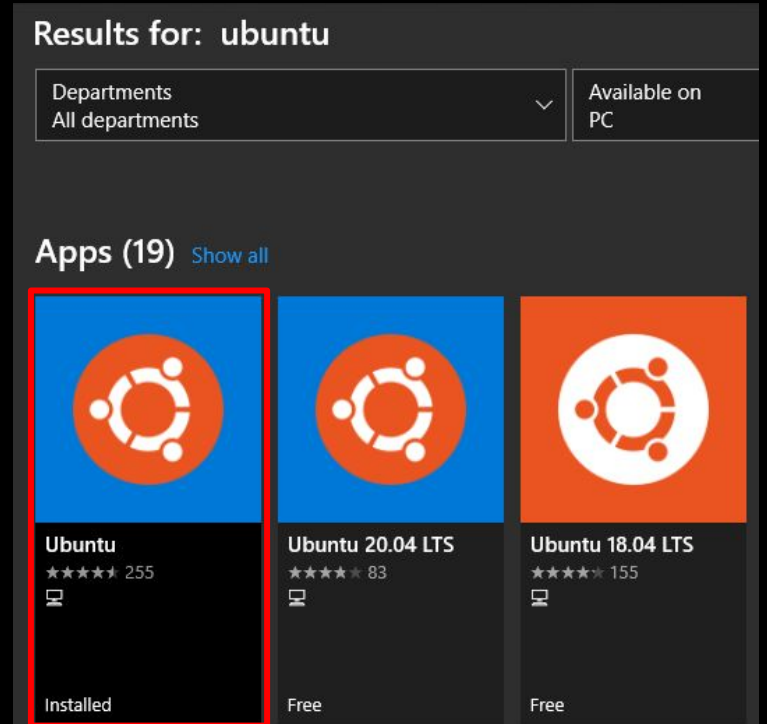 Results for: ubuntu
Departments
All departments
Available on
PC
Apps (19) Show all
Ubuntu
255
Installed
Ubuntu 20.04 LTS
83
Free
Ubuntu 18.04 LTS
155
Free